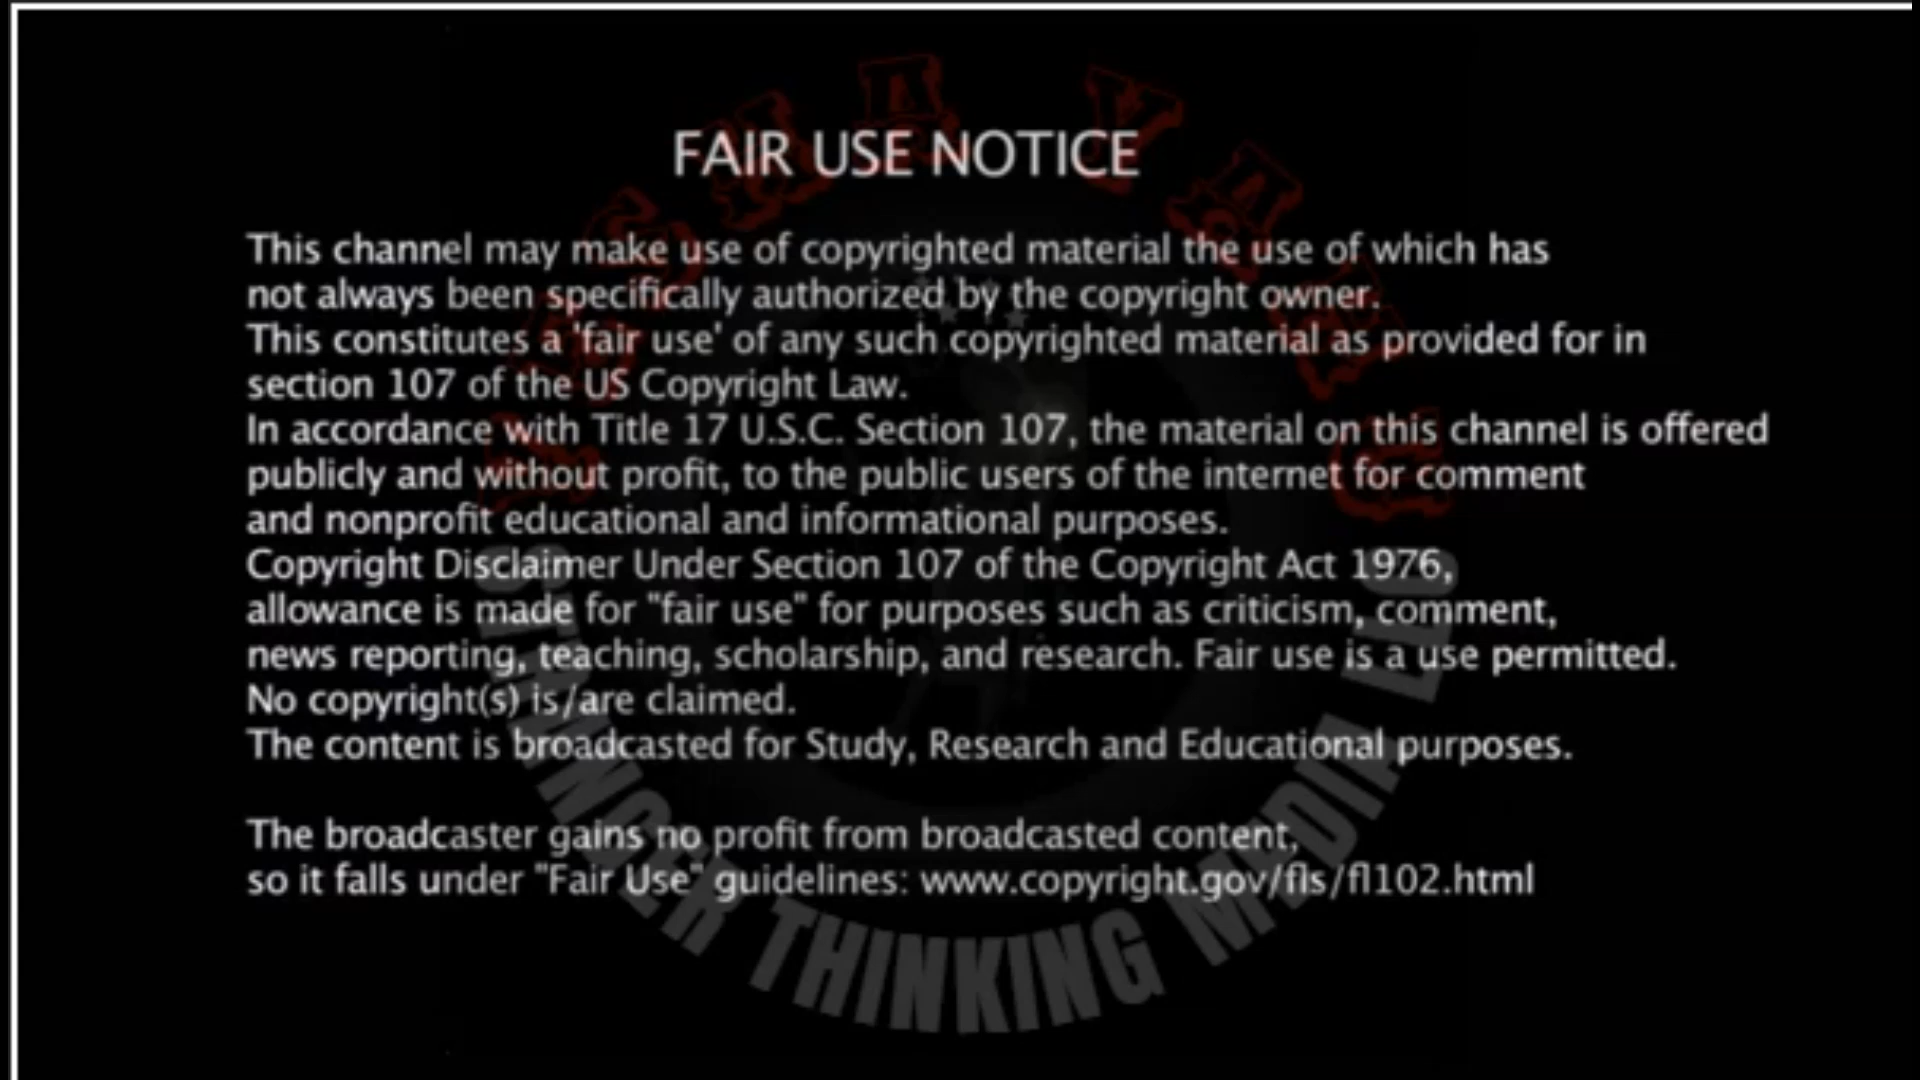 FAIR USE NOTICE
This channel may make use of copyrighted material the use of which has
not always been specifically authorized by the copyright owner.
This constitutes a 'fair use' of any such copyrighted material as provided for in
section 107 of the US Copyright Law.
In accordance with Title 17 U.S.C. Section 107, the material on this channel is offered
publicly and without profit, to the public users of the internet for comment
and nonprofit educational and informational purposes.
Copyright Disclaimer Under Section 107 of the Copyright Act 1976,
allowance is made for "fair use" for purposes such as criticism, comment,
news reporting, teaching, scholarship, and research. Fair use is a use permitted.
No copyright(s) is/are claimed.
The content is broadcasted for Study, Research and Educational purposes.
The broadcaster gains no profit from broadcasted content,
so it falls under "Fair Use" guidelines: www.copyright.gov/fls/fl102.html
THINKING MEDIA LLC